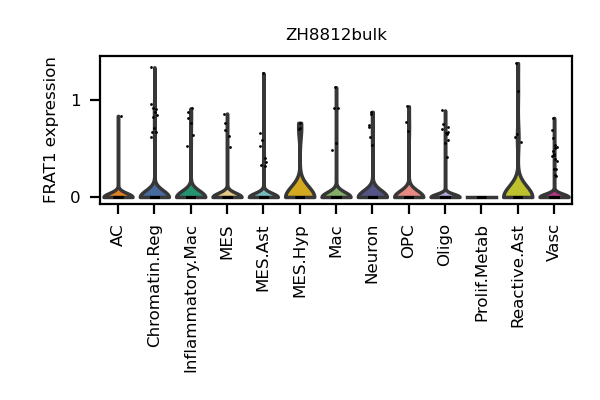 ZH8812bulk
FRAT1 expression
1
0
AC
Chromatin.Reg
Inflammatory.Mac
MES
MES.Ast
MES.Hyp
Mac
Neuron
OPC
Oligo
Prolif.Metab
Reactive.Ast
Vasc